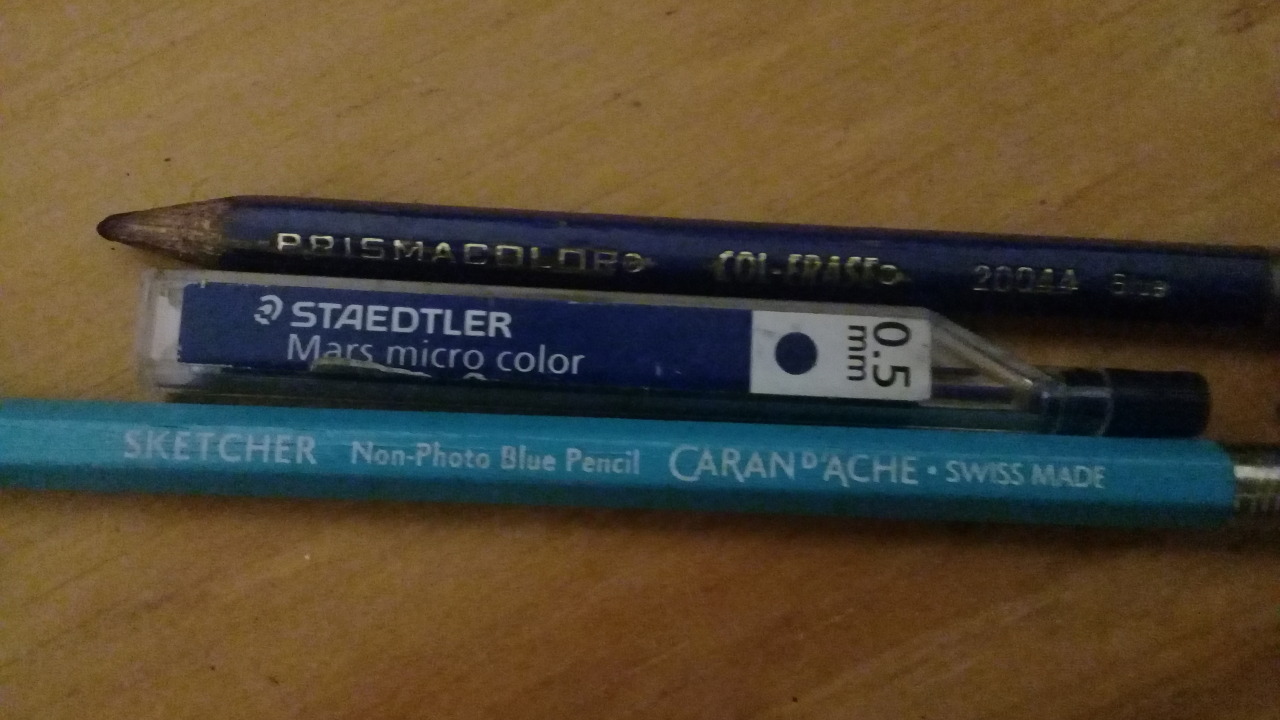 PRISMACOLOR COL-ERASE 20044 Blue
STAEDTLER
Mars micro color
0.5
mm
SKETCHER Non-Photo Blue Pencil CARAN D'ACHE • SWISS MADE